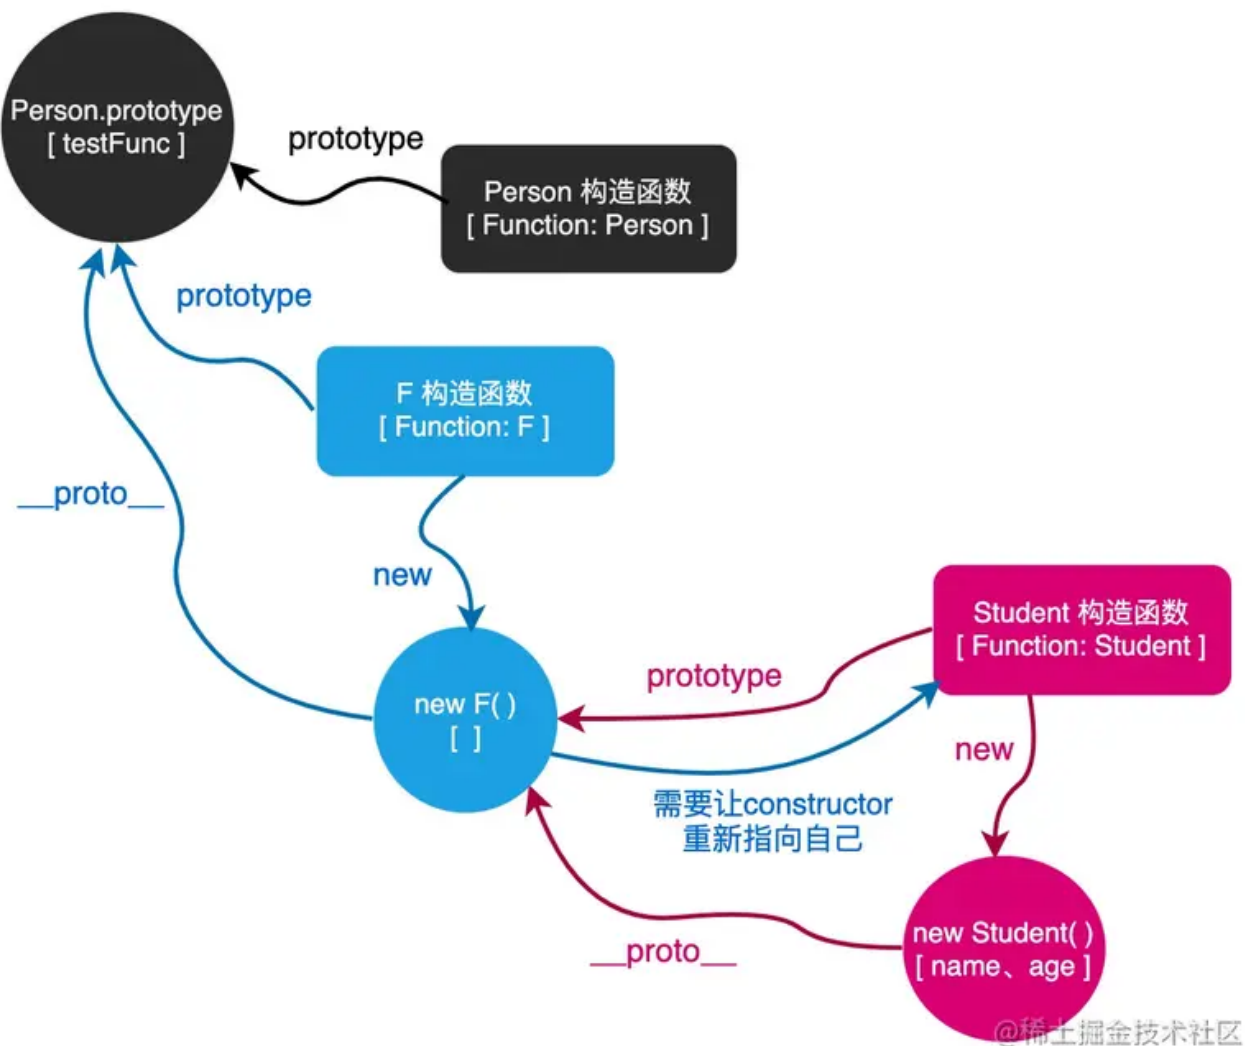 Person.prototype
[ testFunc ]
prototype
Person 构造函数
[ Function: Person ]
prototype
F 构造函数
[ Function: F ]
__proto__
new
Student 构造函数
[ Function: Student ]
prototype
new F( )
[  ]
new
需要让constructor
重新指向自己
new Student( )
[ name、age ]
__proto__
@稀土掘金技术社区